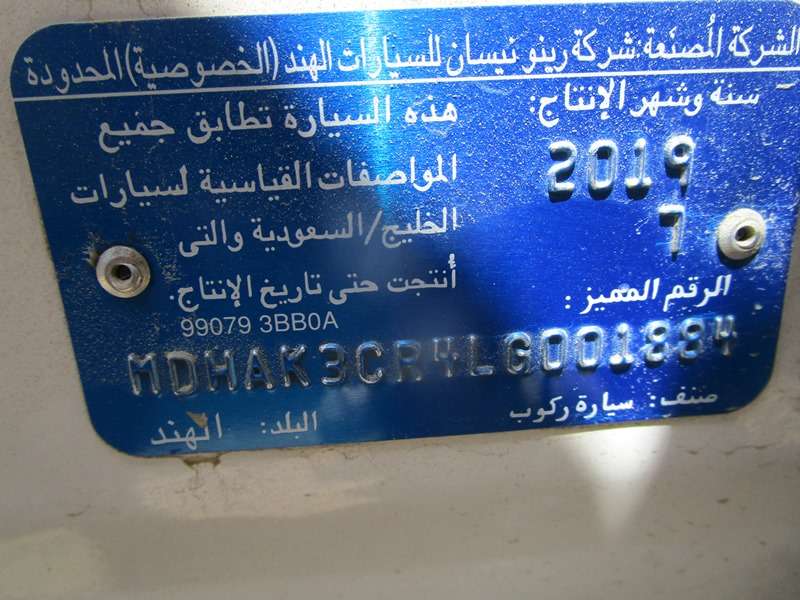 الشركة المُصنعة: شركة رينو نيسان للسيارات الهند (الخصوصية) المحدودة
سنة وشهر الإنتاج:
2019
7
هذه السيارة تطابق جميع
المواصفات القياسية لسيارات
الخليج/السعودية والتى
أُنتجت حتى تاريخ الإنتاج.
99079 3BB0A
الرقم المميز :
MDHAK3CR4LG001884
صنف: سيارة ركوب
البلد: الهند